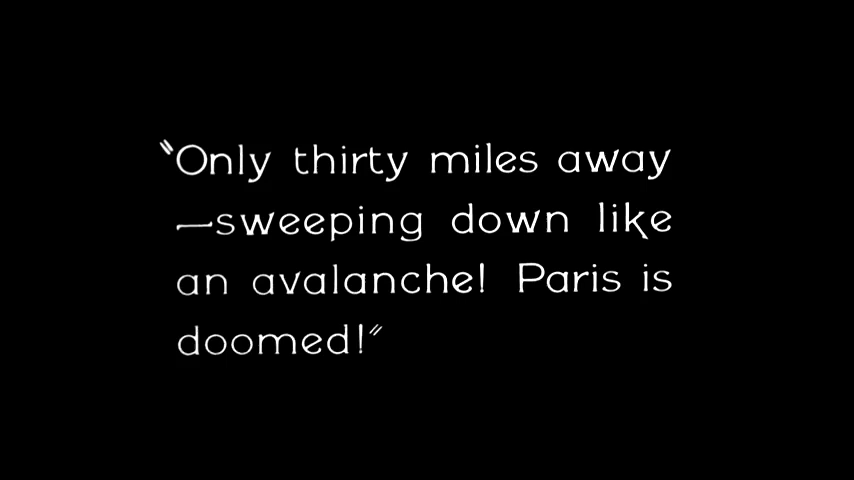 "Only thirty miles away
—sweeping down like
an avalanche! Paris is
doomed!"